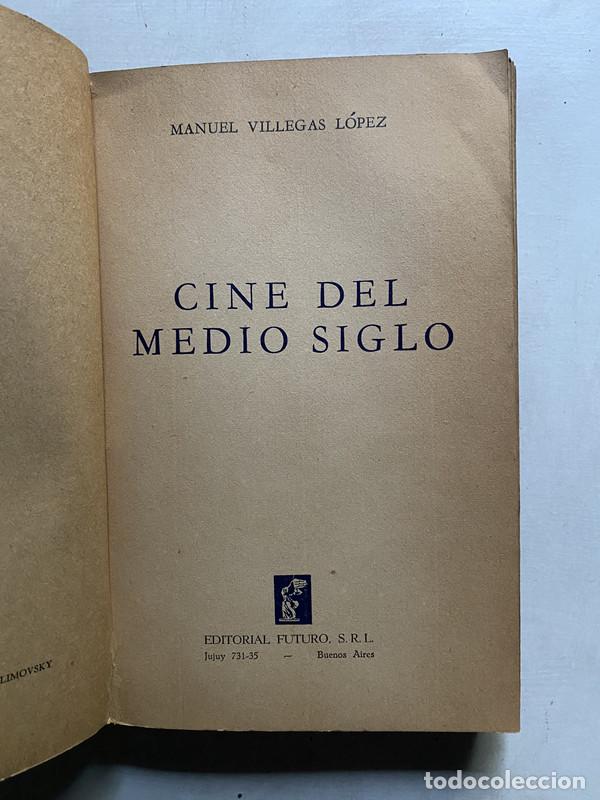 MANUEL VILLEGAS LÓPEZ
CINE DEL
MEDIO SIGLO
EDITORIAL FUTURO, S. R. L.
Jujuy 731-35 — Buenos Aires
LIMOVSKY
todocoleccion